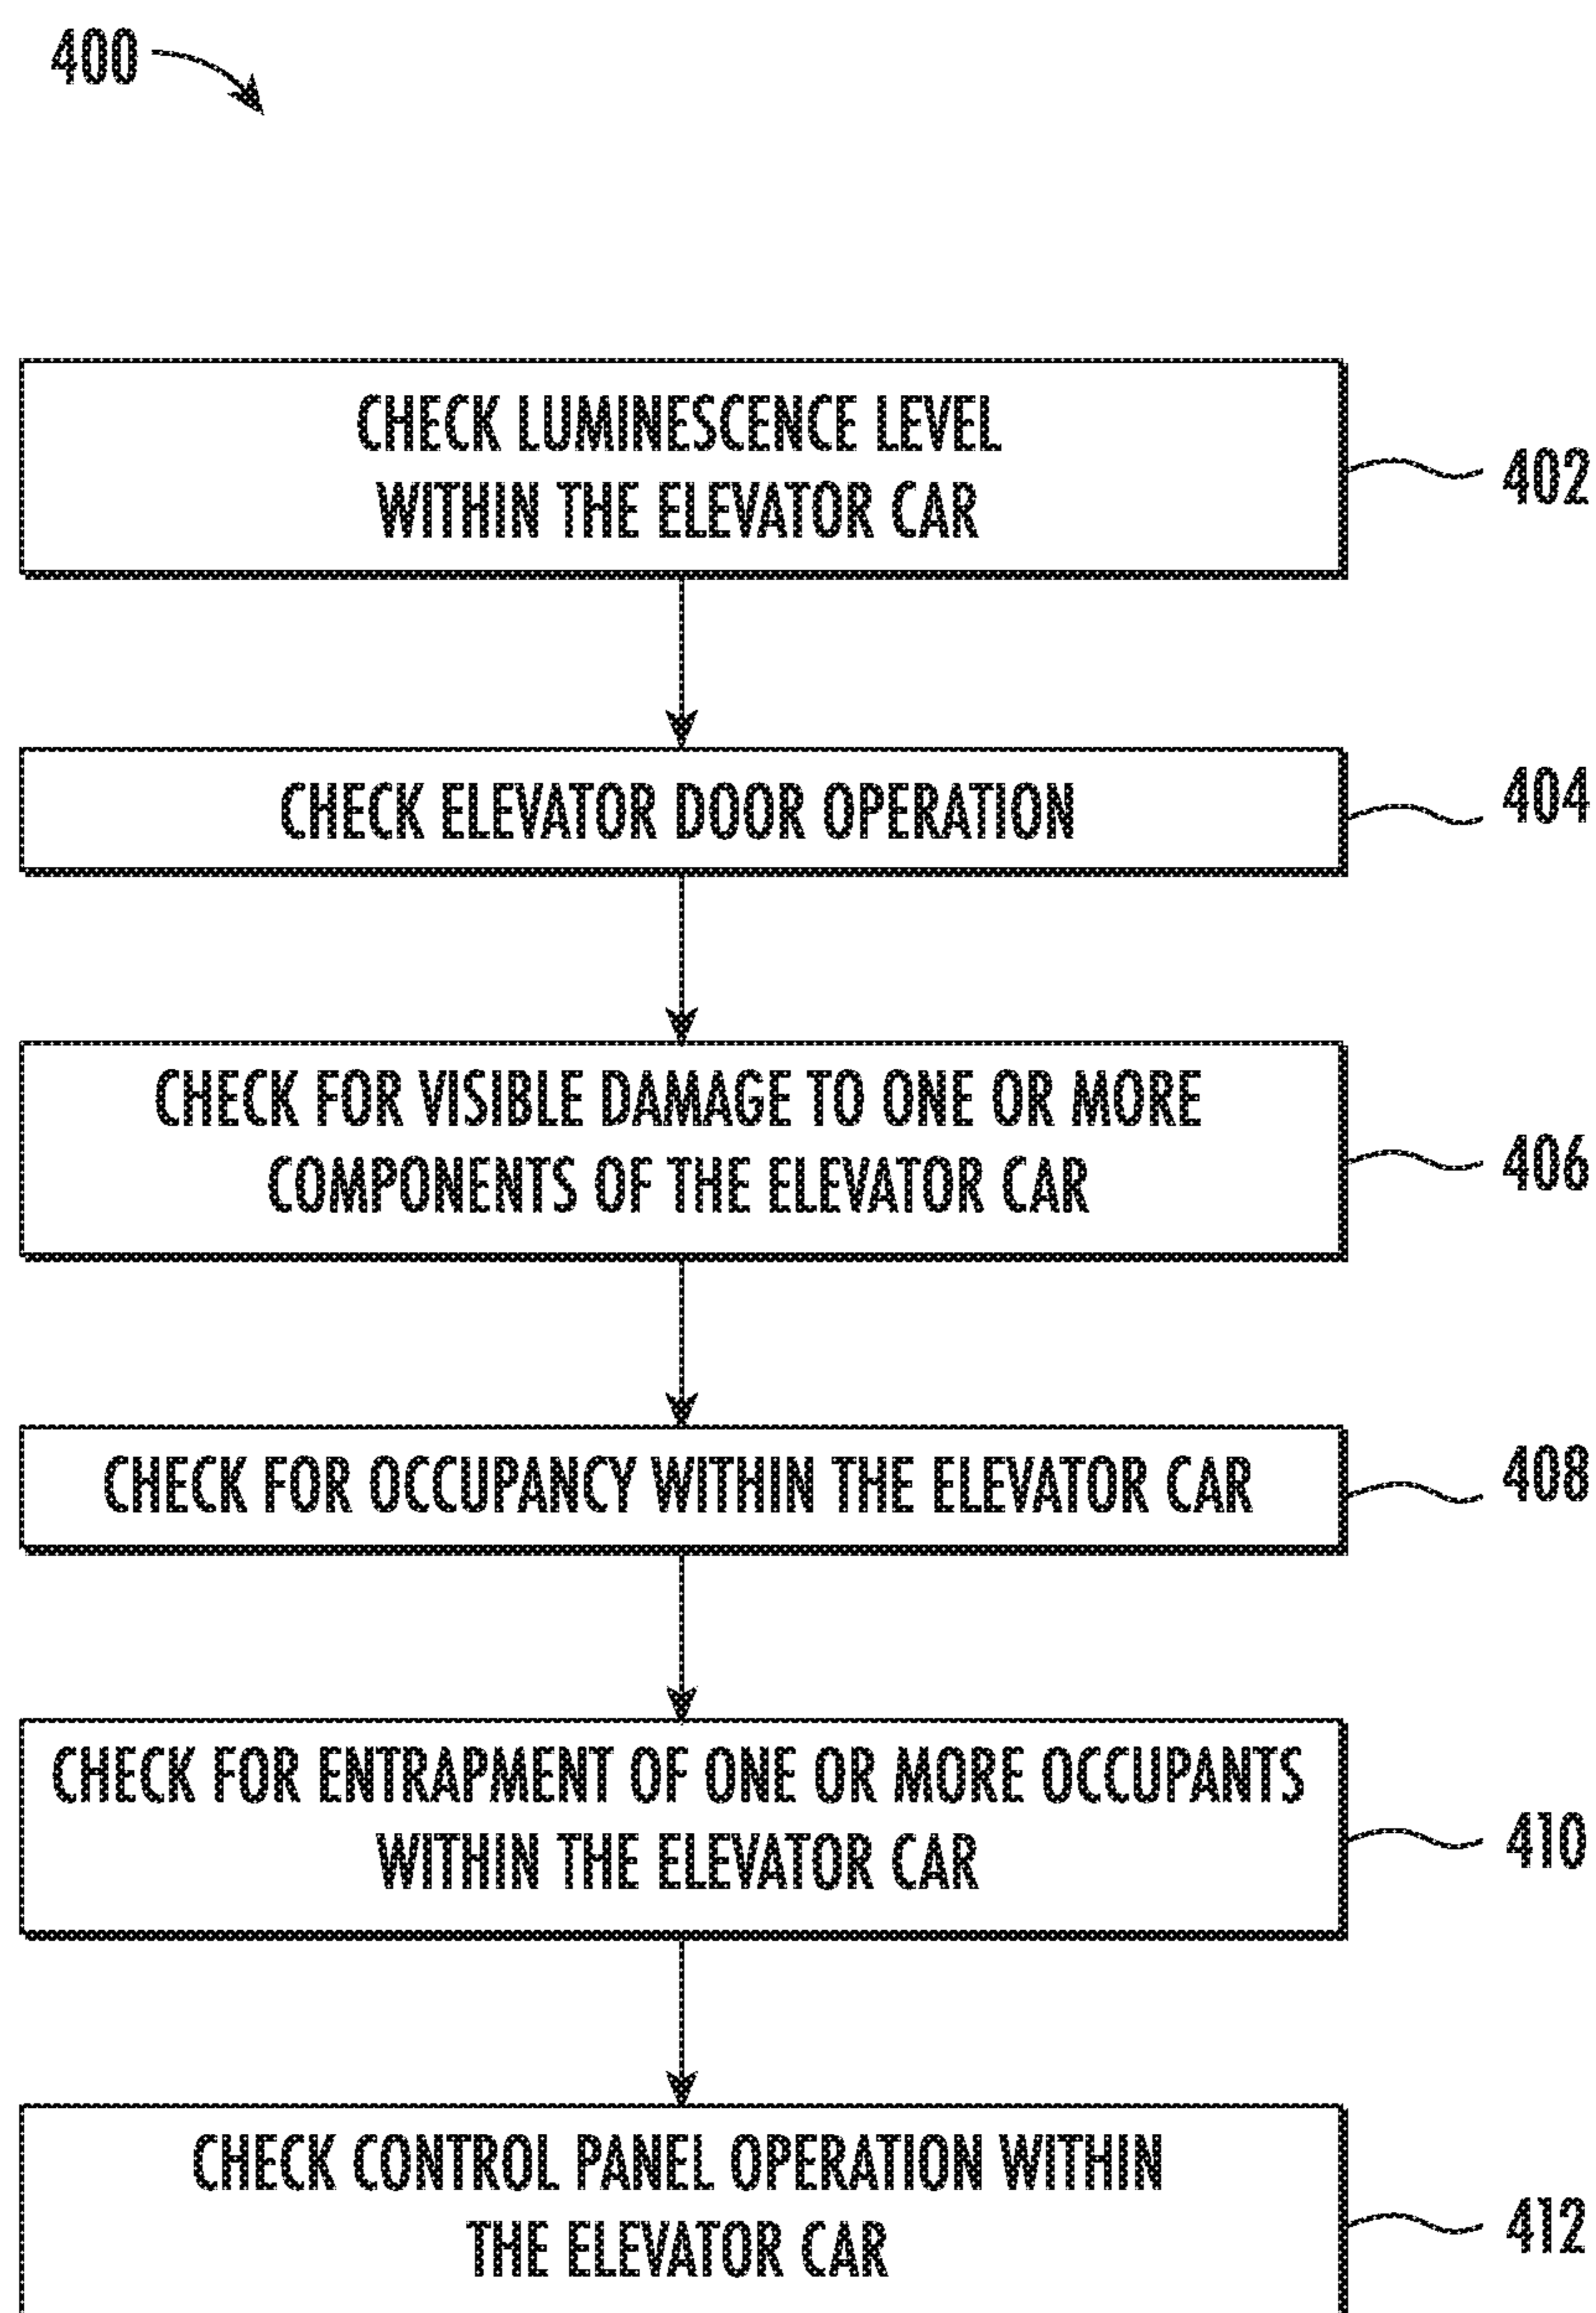 400
CHECK LUMINESCENCE LEVEL
WITHIN THE ELEVATOR CAR
402
CHECK ELEVATOR DOOR OPERATION
404
CHECK FOR VISIBLE DAMAGE TO ONE OR MORE
COMPONENTS OF THE ELEVATOR CAR
406
CHECK FOR OCCUPANCY WITHIN THE ELEVATOR CAR
408
CHECK FOR ENTRAPMENT OF ONE OR MORE OCCUPANTS
WITHIN THE ELEVATOR CAR
410
CHECK CONTROL PANEL OPERATION WITHIN
THE ELEVATOR CAR
412